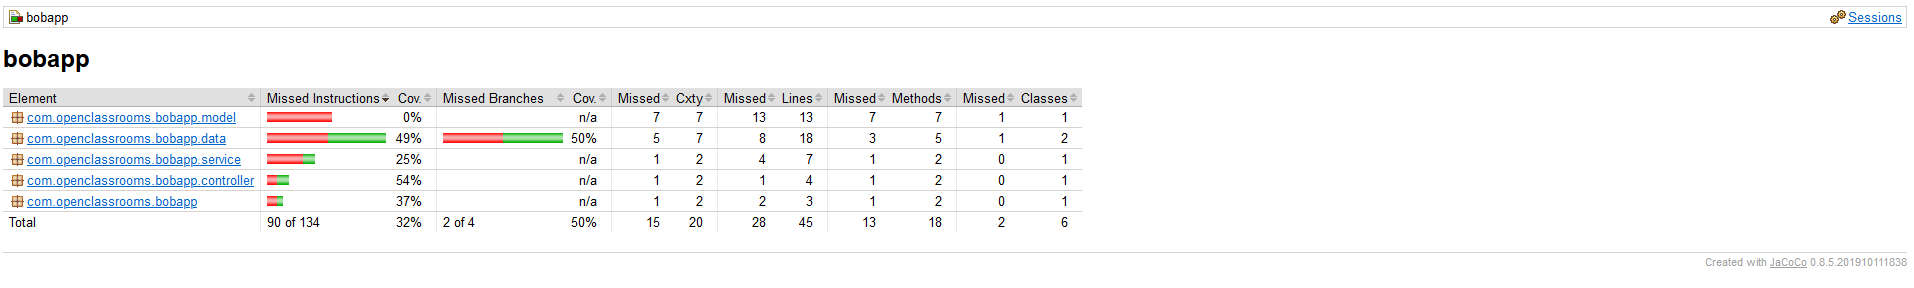 bobapp Sessions
bobapp
Element Missed Instructions Cov. Missed Branches Cov. Missed Cxty Missed Lines Missed Methods Missed Classes
com.openclassrooms.bobapp.model 0% n/a 7 7 13 13 7 7 1 1
com.openclassrooms.bobapp.data 49% 50% 5 7 8 18 3 5 1 2
com.openclassrooms.bobapp.service 25% n/a 1 2 4 7 1 2 0 1
com.openclassrooms.bobapp.controller 54% n/a 1 2 1 4 1 2 0 1
com.openclassrooms.bobapp 37% n/a 1 2 2 3 1 2 0 1
Total 90 of 134 32% 2 of 4 50% 15 20 28 45 13 18 2 6
Created with JaCoCo 0.8.5.201910111838